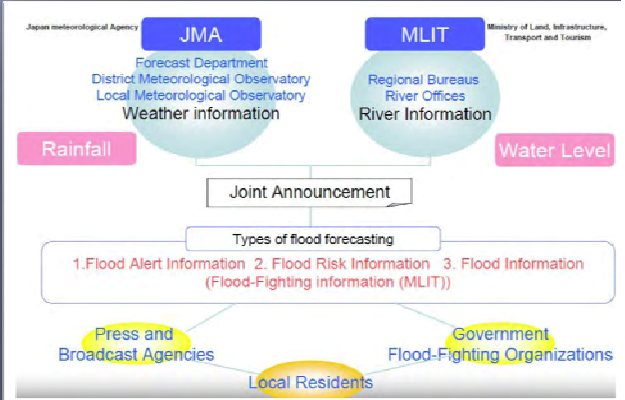 Japan meteorological Agency
JMA
MLIT
Ministry of Land, Infrastructure,
Transport and Tourism
Forecast Department
District Meteorological Observatory
Local Meteorological Observatory
Weather information
Regional Bureaus
River Offices
River Information
Rainfall
Water Level
Joint Announcement
Types of flood forecasting
1.Flood Alert Information 2. Flood Risk Information 3. Flood Information
(Flood-Fighting information (MLIT))
Press and
Broadcast Agencies
Government
Flood-Fighting Organizations
Local Residents